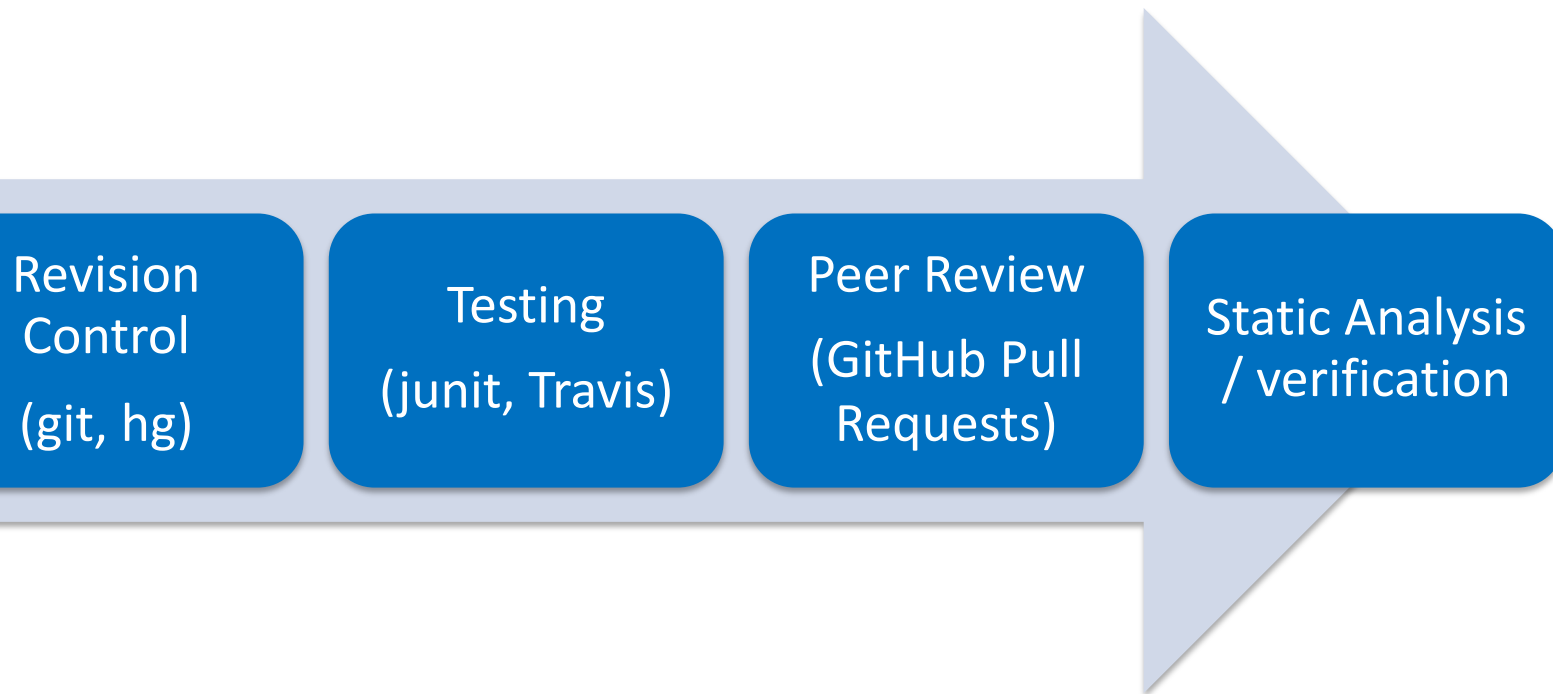 Revision
Control
(git, hg)
Testing
(junit, Travis)
Peer Review
(GitHub Pull
Requests)
Static Analysis
/ verification